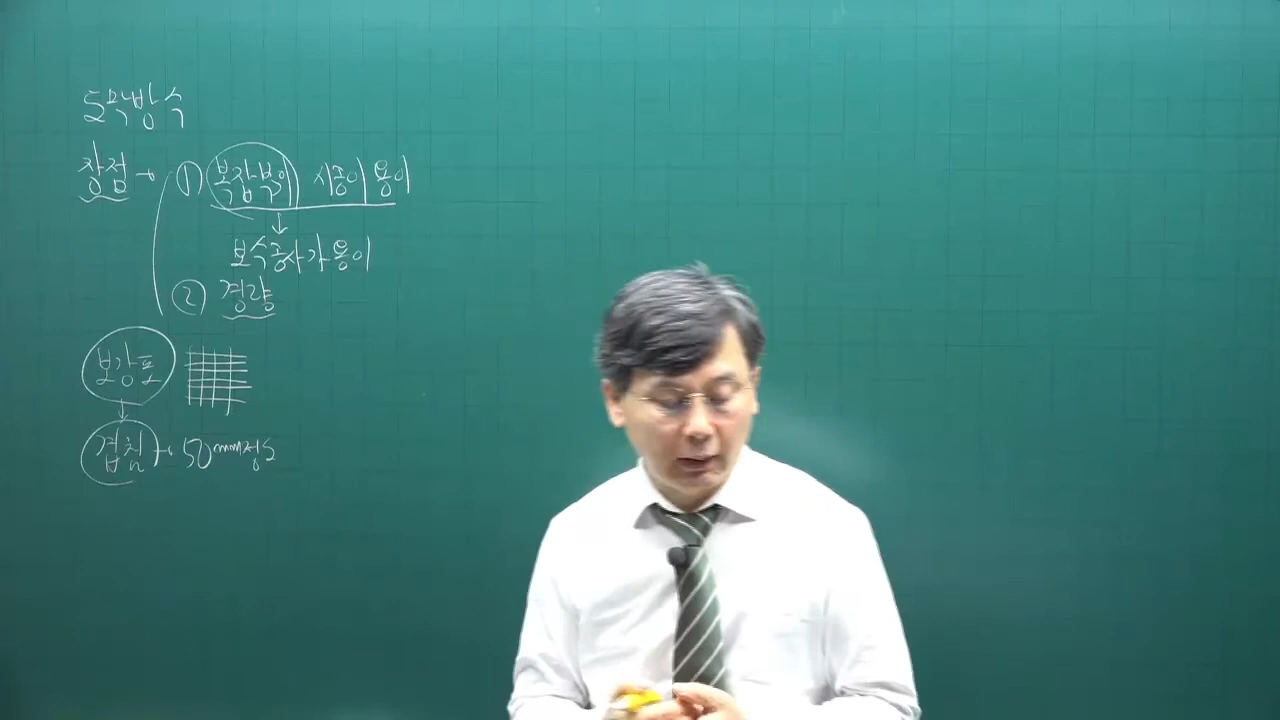 도막방수
장점 → ① 복잡부위 시공이 용이
↓
보수공사가 용이
② 경량
보강포
↓
겹침 → 50mm정도